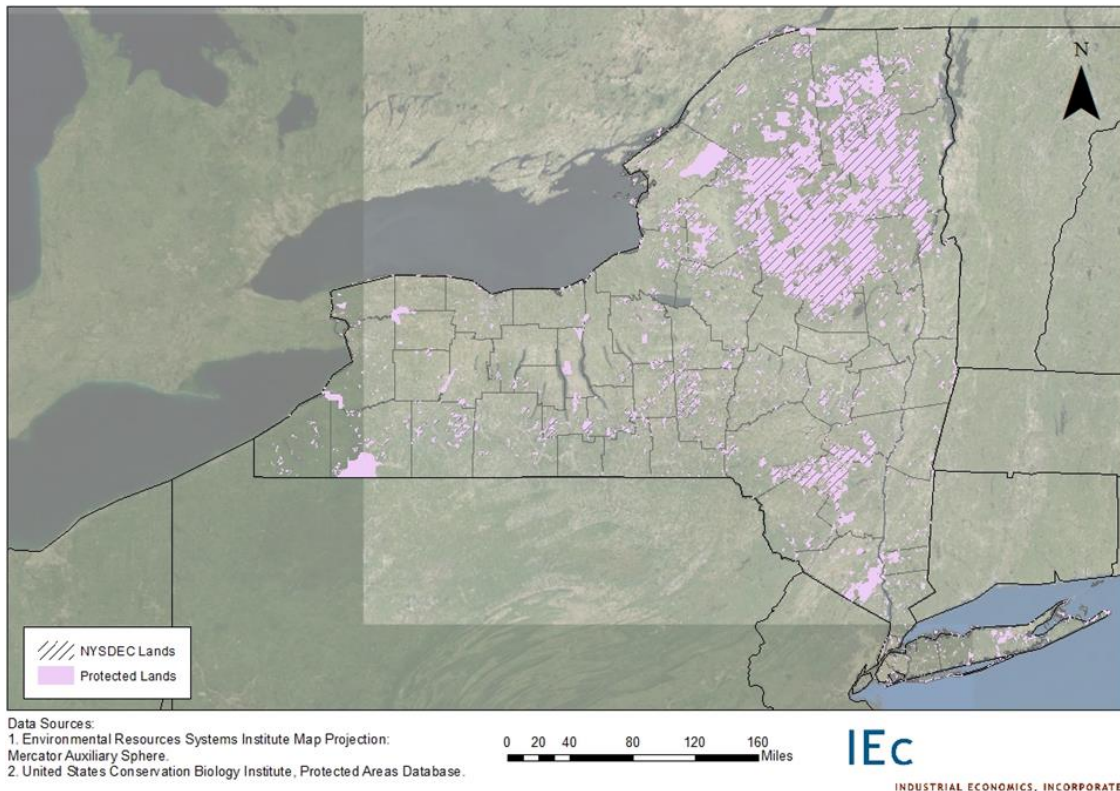 N
NYSDEC Lands
Protected Lands
Data Sources:
1. Environmental Resources Systems Institute Map Projection:
Mercator Auxiliary Sphere.
2. United States Conservation Biology Institute, Protected Areas Database.
0 20 40 80 120 160
Miles
IEc
INDUSTRIAL ECONOMICS, INCORPORATE